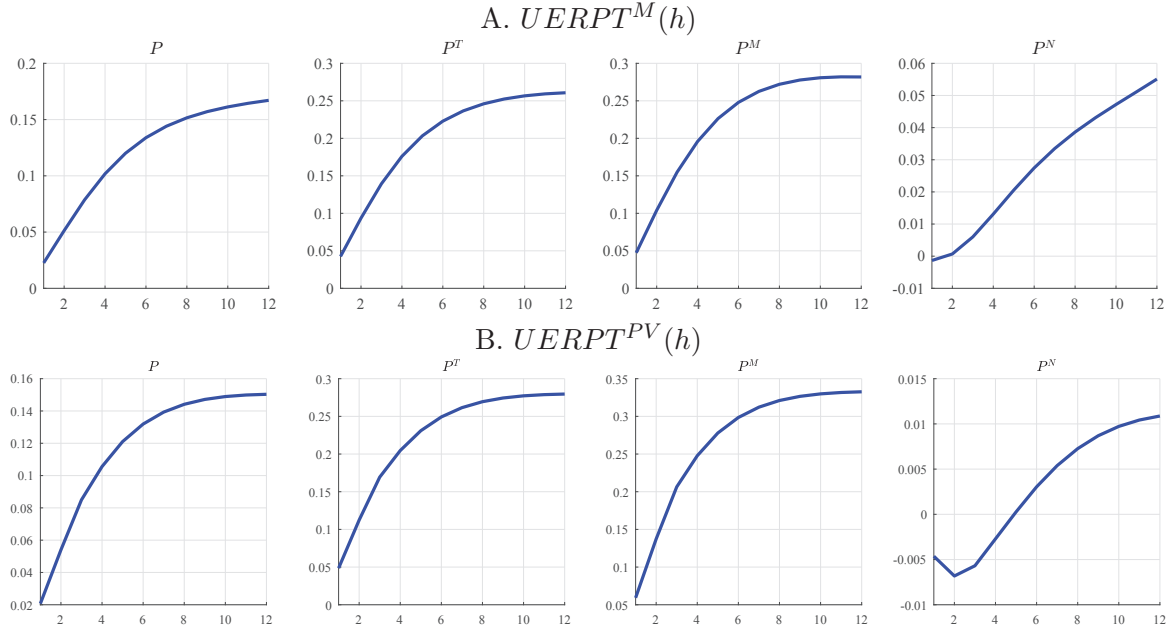 A. UERPT^M(h)
P P^T P^M P^N
0.2 0.3 0.3 0.06
0.05
0.15 0.25 0.25 0.04
0.2 0.2 0.03
0.1 0.15 0.15 0.02
0.1 0.1 0.01
0.05 0.05 0.05 0
0 0 0 -0.01
2 4 6 8 10 12 2 4 6 8 10 12 2 4 6 8 10 12 2 4 6 8 10 12
B. UERPT^{PV}(h)
P P^T P^M P^N
0.16 0.3 0.35 0.015
0.14 0.25 0.3 0.01
0.12 0.2 0.25 0.005
0.1 0.15 0.2 0
0.08 0.1 0.15 -0.005
0.06 0.05 0.1 -0.01
0.04 0 0.05
0.02
2 4 6 8 10 12 2 4 6 8 10 12 2 4 6 8 10 12 2 4 6 8 10 12